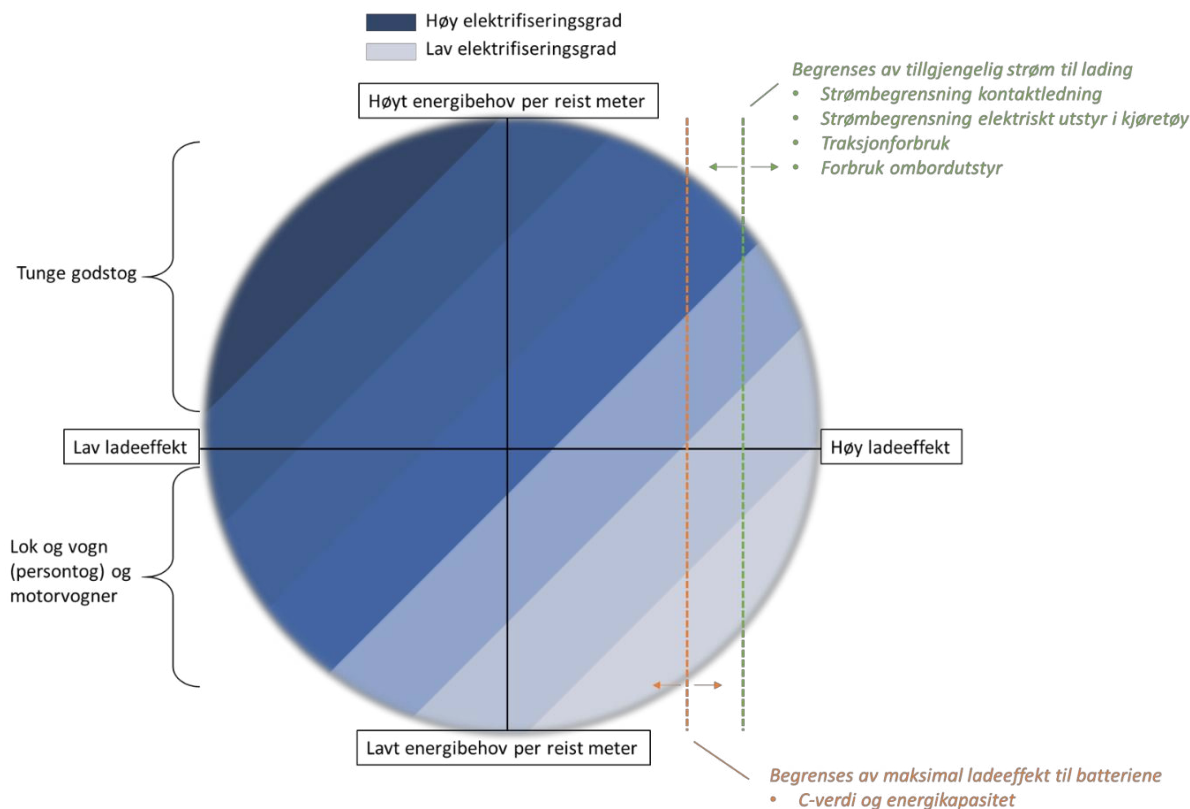 Høy elektrifiseringsgrad
Lav elektrifiseringsgrad
Begrenses av tillgjengelig strøm til lading
• Strømbegrensning kontaktledning
• Strømbegrensning elektriskt utstyr i kjøretøy
• Traksjonforbruk
• Forbruk ombordutstyr
Høyt energibehov per reist meter
Tunge godstog
Lav ladeeffekt
Høy ladeeffekt
Lok og vogn
(persontog) og
motorvogner
Lavt energibehov per reist meter
Begrenses av maksimal ladeeffekt til batteriene
• C-verdi og energikapasitet